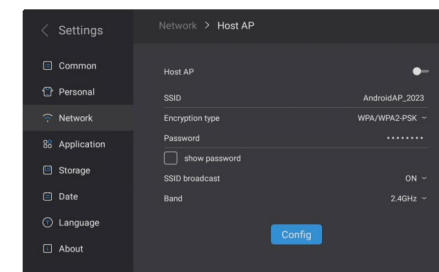 Settings
Network > Host AP
Common
Personal
Network
Application
Storage
Date
Language
About
Host AP
SSID AndroidAP_2023
Encryption type WPA/WPA2-PSK
Password ••••••••
show password
SSID broadcast ON
Band 2.4GHz
Config